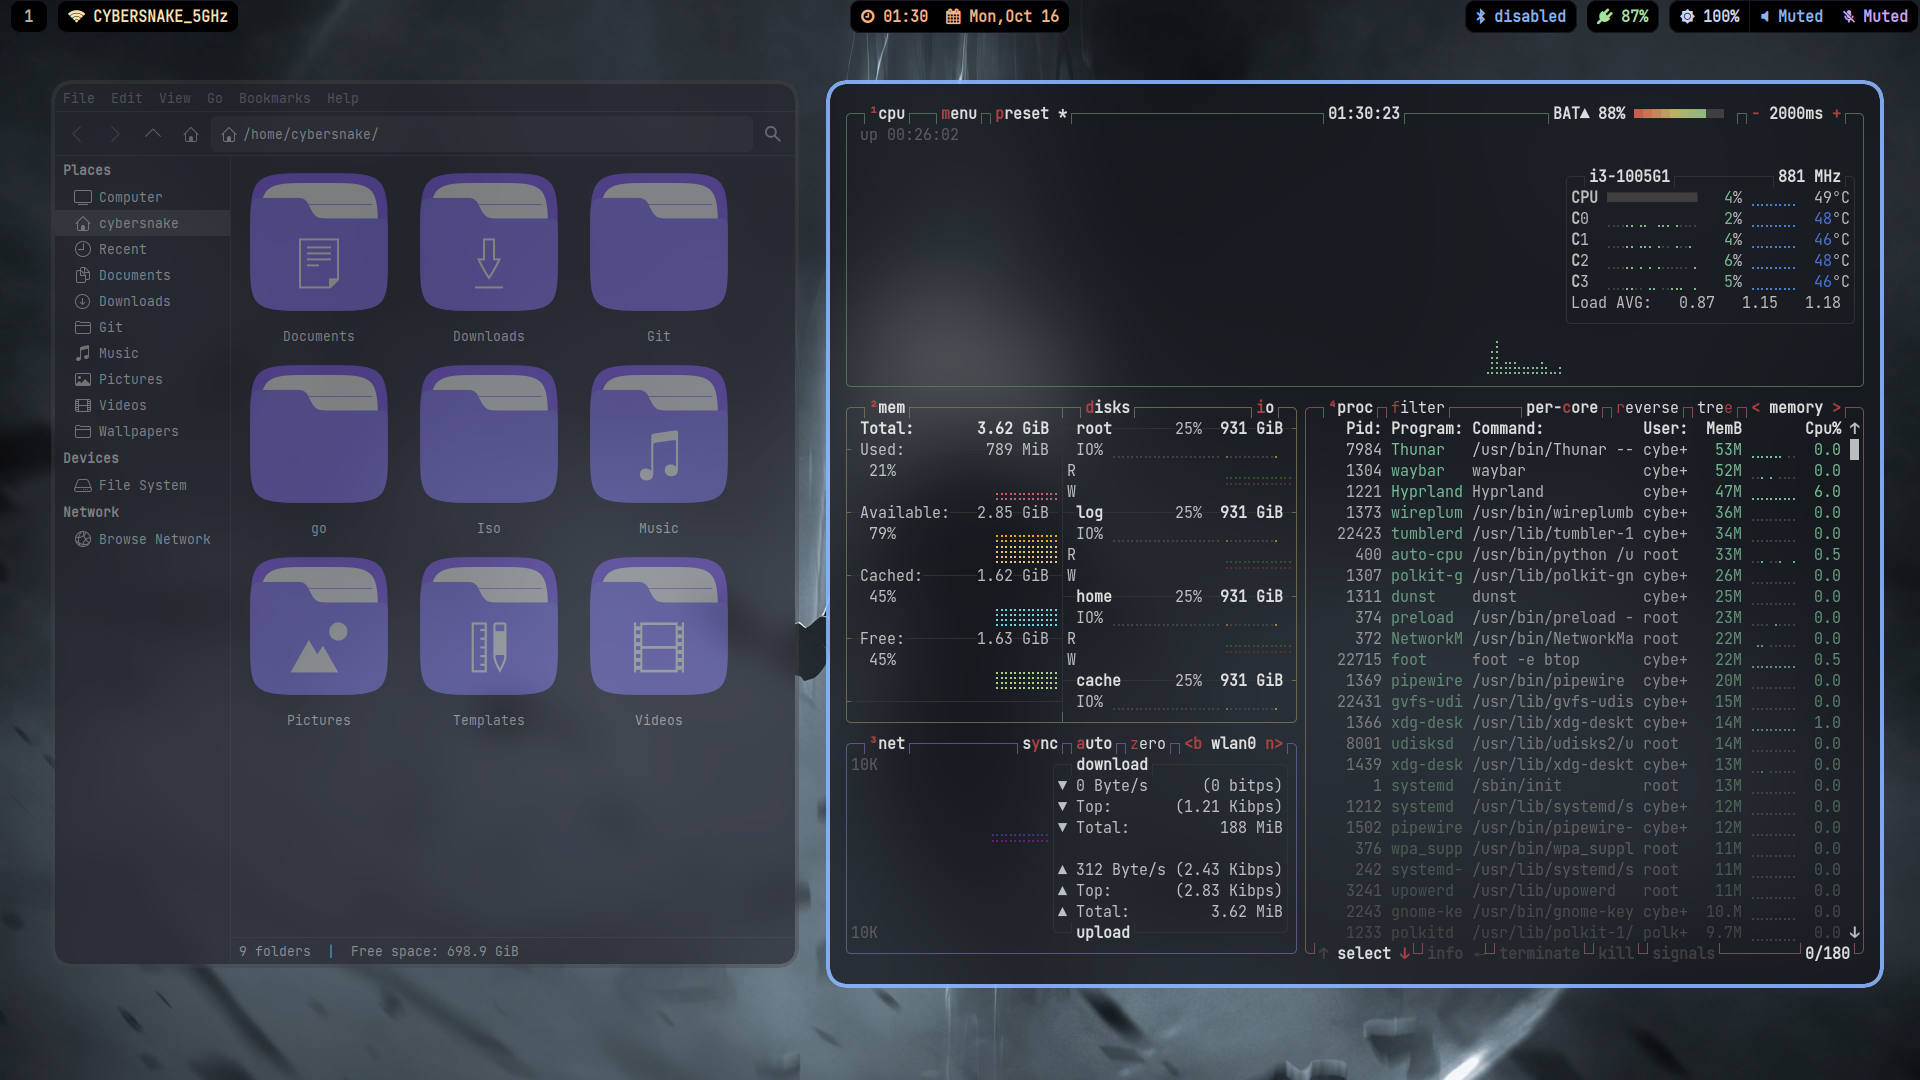 1 CYBERSNAKE_5GHz 01:30 Mon,Oct 16 disabled 87% 100% Muted Muted
File Edit View Go Bookmarks Help
/home/cybersnake/
Places
Computer
cybersnake
Recent
Documents
Downloads
Git
Music
Pictures
Videos
Wallpapers
Devices
File System
Network
Browse Network
Documents Downloads Git
go Iso Music
Pictures Templates Videos
9 folders | Free space: 698.9 GiB
¹cpu menu preset * 01:30:23 BAT▲ 88% - 2000ms +
up 00:26:02
i3-1005G1 881 MHz
CPU 4% 49°C
C0 2% 48°C
C1 4% 46°C
C2 6% 48°C
C3 5% 46°C
Load AVG: 0.87 1.15 1.18
²mem
Total: 3.62 GiB
Used: 789 MiB
21%
Available: 2.85 GiB
79%
Cached: 1.62 GiB
45%
Free: 1.63 GiB
45%
disks io
root 25% 931 GiB
IO%
R
W
log 25% 931 GiB
IO%
R
W
home 25% 931 GiB
IO%
R
W
cache 25% 931 GiB
IO%
³net sync auto zero <b wlan0 n>
10K
download
▼ 0 Byte/s (0 bitps)
▼ Top: (1.21 Kibps)
▼ Total: 188 MiB
▲ 312 Byte/s (2.43 Kibps)
▲ Top: (2.83 Kibps)
▲ Total: 3.62 MiB
10K
upload
⁴proc filter per-core reverse tree < memory >
Pid: Program: Command: User: MemB Cpu% ↑
7984 Thunar /usr/bin/Thunar -- cybe+ 53M 0.0
1304 waybar waybar cybe+ 52M 0.0
1221 Hyprland Hyprland cybe+ 47M 6.0
1373 wireplum /usr/bin/wireplumb cybe+ 36M 0.0
22423 tumblerd /usr/lib/tumbler-1 cybe+ 34M 0.0
400 auto-cpu /usr/bin/python /u root 33M 0.5
1307 polkit-g /usr/lib/polkit-gn cybe+ 26M 0.0
1311 dunst dunst cybe+ 25M 0.0
374 preload /usr/bin/preload - root 23M 0.0
372 NetworkM /usr/bin/NetworkMa root 22M 0.0
22715 foot foot -e btop cybe+ 22M 0.5
1369 pipewire /usr/bin/pipewire cybe+ 20M 0.0
22431 gvfs-udi /usr/lib/gvfs-udis cybe+ 15M 0.0
1366 xdg-desk /usr/lib/xdg-deskt cybe+ 14M 1.0
8001 udisksd /usr/lib/udisks2/u root 14M 0.0
1439 xdg-desk /usr/lib/xdg-deskt cybe+ 13M 0.0
1 systemd /sbin/init root 13M 0.0
1212 systemd /usr/lib/systemd/s cybe+ 12M 0.0
1502 pipewire /usr/bin/pipewire- cybe+ 12M 0.0
376 wpa_supp /usr/bin/wpa_suppl root 11M 0.0
242 systemd- /usr/lib/systemd/s root 11M 0.0
3241 upowerd /usr/lib/upowerd root 11M 0.0
2243 gnome-ke /usr/bin/gnome-key cybe+ 10.M 0.0
1233 polkitd /usr/lib/polkit-1/ polk+ 9.7M 0.0 ↓
↑ select ↓ info ← terminate kill signals 0/180